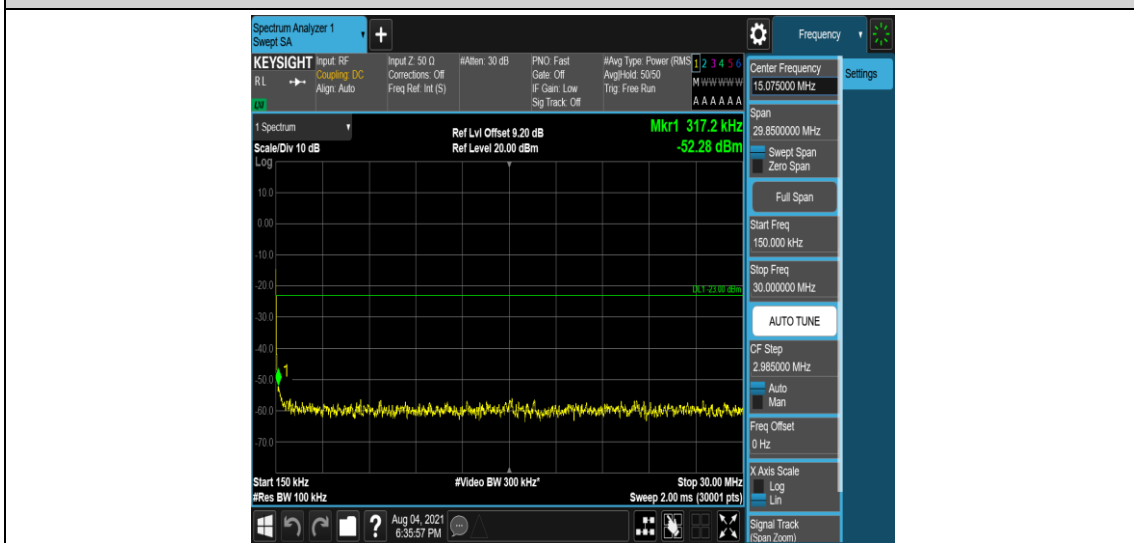 Spectrum Analyzer 1
Swept SA
Frequency
KEYSIGHT
Input: RF
Input Z: 50 Ω
#Atten: 30 dB
PNO: Fast
#Avg Type: Power (RMS
1 2 3 4 5 6
RL
Coupling: DC
Corrections: Off
Gate: Off
Avg|Hold: 50/50
M W W W W W
Align: Auto
Freq Ref: Int (S)
IF Gain: Low
Trig: Free Run
Sig Track: Off
A A A A A A
LXI
1 Spectrum
Ref Lvl Offset 9.20 dB
Mkr1 317.2 kHz
Scale/Div 10 dB
Ref Level 20.00 dBm
-52.28 dBm
Log
10.0
0.00
-10.0
-20.0
DL1 -23.00 dBm
-30.0
-40.0
-50.0
1
-60.0
-70.0
Start 150 kHz
#Video BW 300 kHz*
Stop 30.00 MHz
#Res BW 100 kHz
Sweep 2.00 ms (30001 pts)
Aug 04, 2021
6:35:57 PM
Center Frequency
15.075000 MHz
Settings
Span
29.8500000 MHz
Swept Span
Zero Span
Full Span
Start Freq
150.000 kHz
Stop Freq
30.000000 MHz
AUTO TUNE
CF Step
2.985000 MHz
Auto
Man
Freq Offset
0 Hz
X Axis Scale
Log
Lin
Signal Track
(Span Zoom)